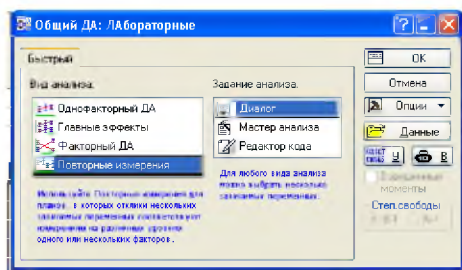 Общий ДА: ЛАбораторные
Быстрый
Вид анализа:
Однофакторный ДА
Главные эффекты
Факторный ДА
Повторные измерения
Используйте Повторные измерения для
планов, в которых отклики нескольких
зависимых переменных соответствуют
измерениям на различных уровнях
одного или нескольких факторов.
Задание анализа:
Диалог
Мастер анализа
Редактор кода
Для любого вида анализа
можно выбрать несколько
зависимых переменных.
OK
Отмена
Опции
Данные
В
моменты
Степ.свободы